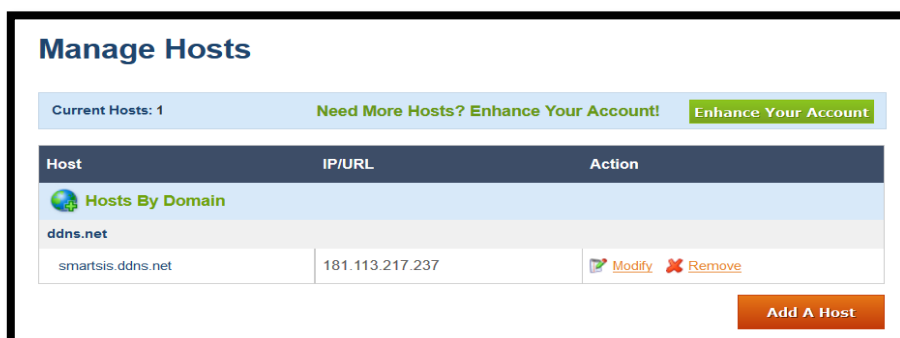 Manage Hosts
Current Hosts: 1 Need More Hosts? Enhance Your Account! Enhance Your Account
Host IP/URL Action
Hosts By Domain
ddns.net
smartsis.ddns.net 181.113.217.237 Modify Remove
Add A Host